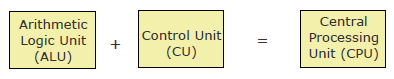 Arithmetic
Logic Unit
(ALU)
+
Control Unit
(CU)
=
Central
Processing
Unit (CPU)